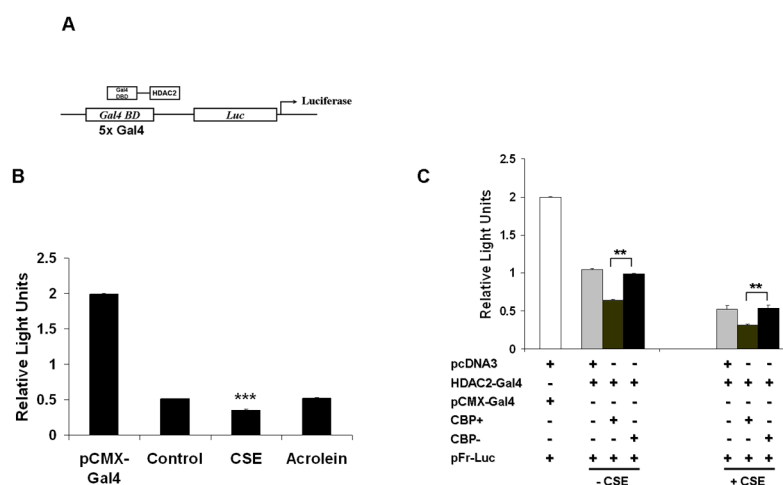 A
Gal4
DBD
HDAC2
Gal4 BD
Luc
Luciferase
5x Gal4
B
Relative Light Units
2.5
2
1.5
1
0.5
0
***
pCMX-
Gal4
Control
CSE
Acrolein
C
Relative Light Units
2.5
2
1.5
1
0.5
0
**
**
pcDNA3 + + - - + - -
HDAC2-Gal4 - + + + + + +
pCMX-Gal4 + - - - - - -
CBP+ - - + - - + -
CBP- - - - + - - +
pFr-Luc + + + + + + +
- CSE
+ CSE